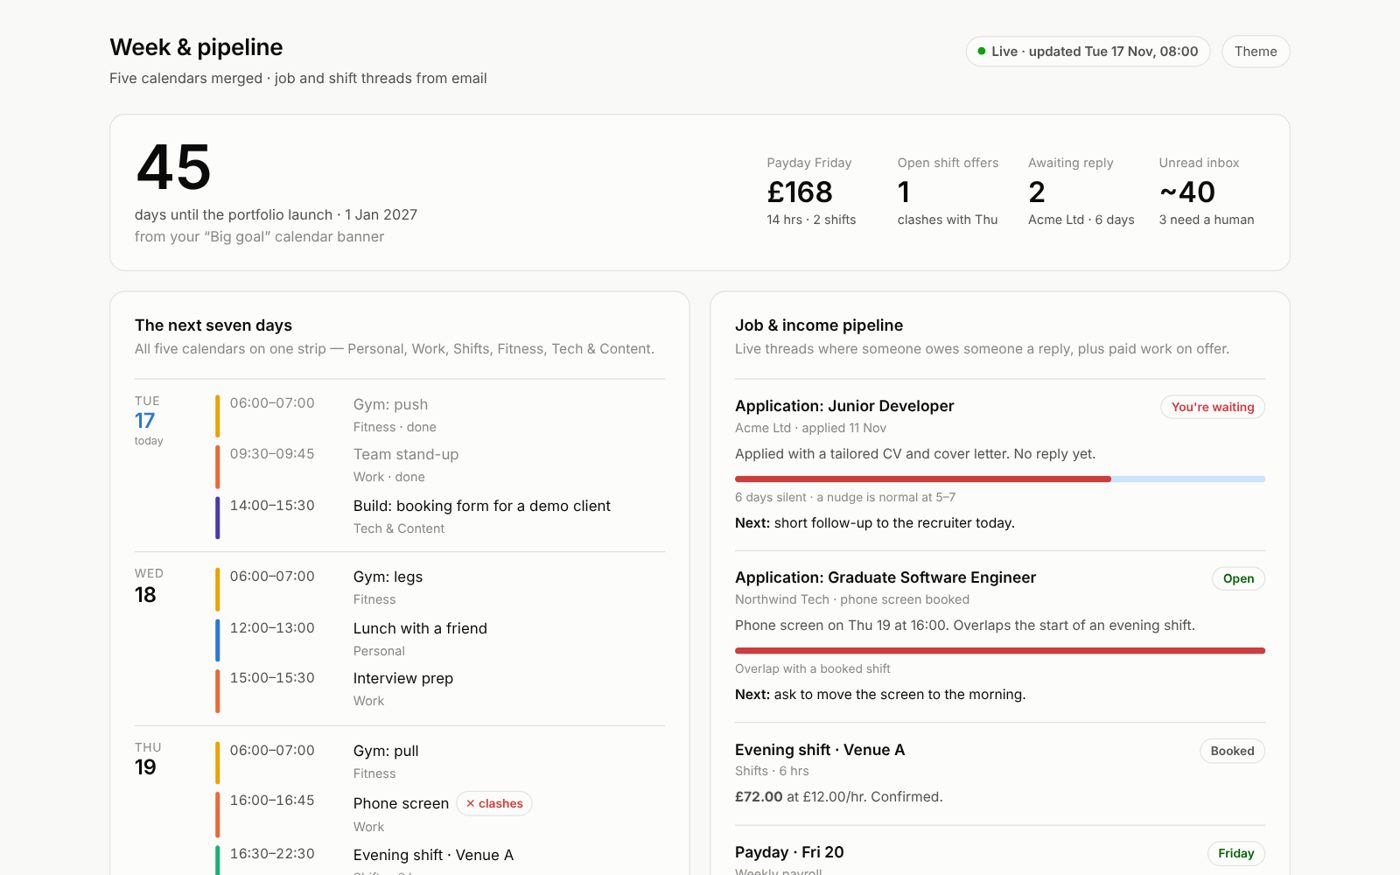 Week & pipeline
Five calendars merged · job and shift threads from email
Live · updated Tue 17 Nov, 08:00
Theme
45
days until the portfolio launch · 1 Jan 2027
from your “Big goal” calendar banner
Payday Friday
£168
14 hrs · 2 shifts
Open shift offers
1
clashes with Thu
Awaiting reply
2
Acme Ltd · 6 days
Unread inbox
~40
3 need a human
The next seven days
All five calendars on one strip — Personal, Work, Shifts, Fitness, Tech & Content.
TUE
17
today
06:00–07:00
Gym: push
Fitness · done
09:30–09:45
Team stand-up
Work · done
14:00–15:30
Build: booking form for a demo client
Tech & Content
WED
18
06:00–07:00
Gym: legs
Fitness
12:00–13:00
Lunch with a friend
Personal
15:00–15:30
Interview prep
Work
THU
19
06:00–07:00
Gym: pull
Fitness
16:00–16:45
Phone screen ✕ clashes
Work
16:30–22:30
Evening shift · Venue A
Job & income pipeline
Live threads where someone owes someone a reply, plus paid work on offer.
Application: Junior Developer
You're waiting
Acme Ltd · applied 11 Nov
Applied with a tailored CV and cover letter. No reply yet.
6 days silent · a nudge is normal at 5–7
Next: short follow-up to the recruiter today.
Application: Graduate Software Engineer
Open
Northwind Tech · phone screen booked
Phone screen on Thu 19 at 16:00. Overlaps the start of an evening shift.
Overlap with a booked shift
Next: ask to move the screen to the morning.
Evening shift · Venue A
Booked
Shifts · 6 hrs
£72.00 at £12.00/hr. Confirmed.
Payday · Fri 20
Friday
Weekly payroll